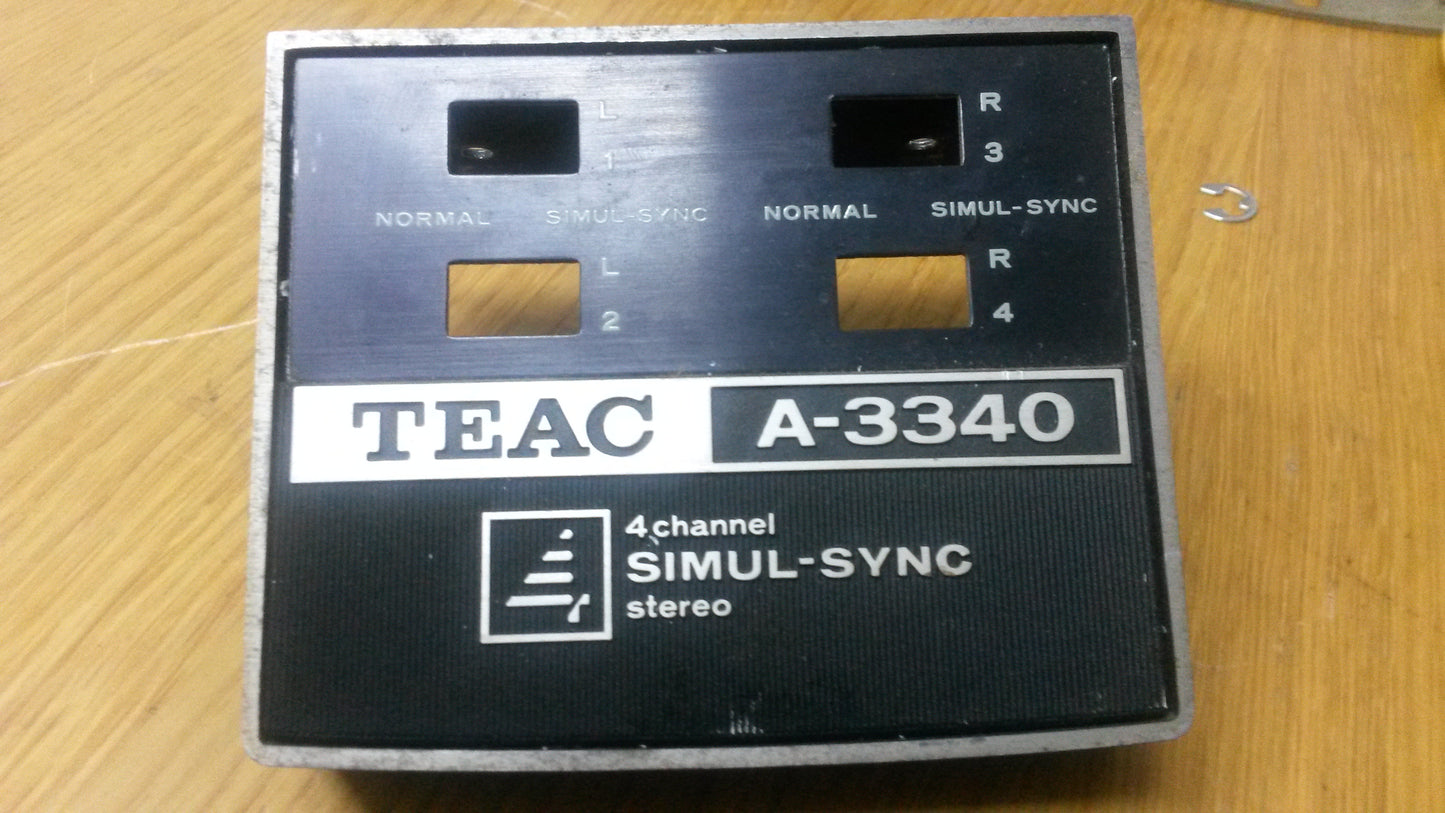 L R
1 3
NORMAL SIMUL-SYNC NORMAL SIMUL-SYNC
L R
2 4
TEAC A-3340
4 channel
SIMUL-SYNC
stereo